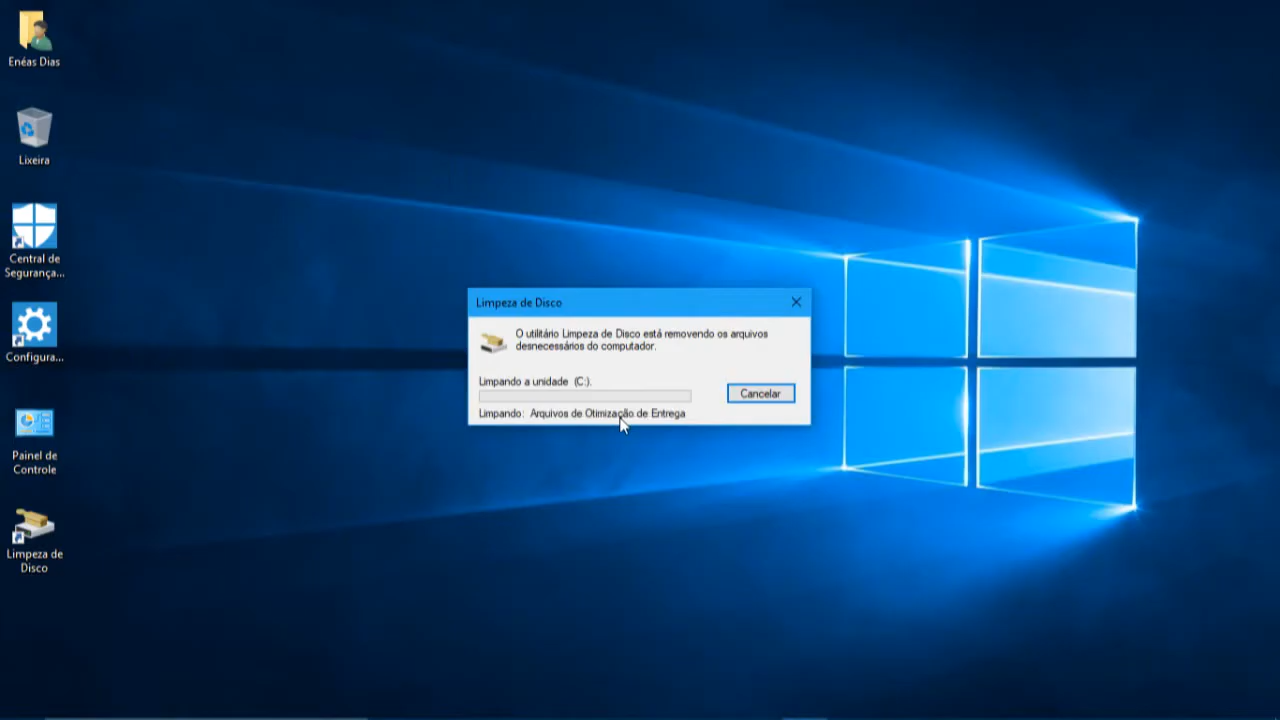 Enéas Dias
Lixeira
Central de
Segurança...
Configura...
Painel de
Controle
Limpeza de
Disco
Limpeza de Disco
O utilitário Limpeza de Disco está removendo os arquivos
desnecessários do computador.
Limpando a unidade (C:).
Cancelar
Limpando: Arquivos de Otimização de Entrega